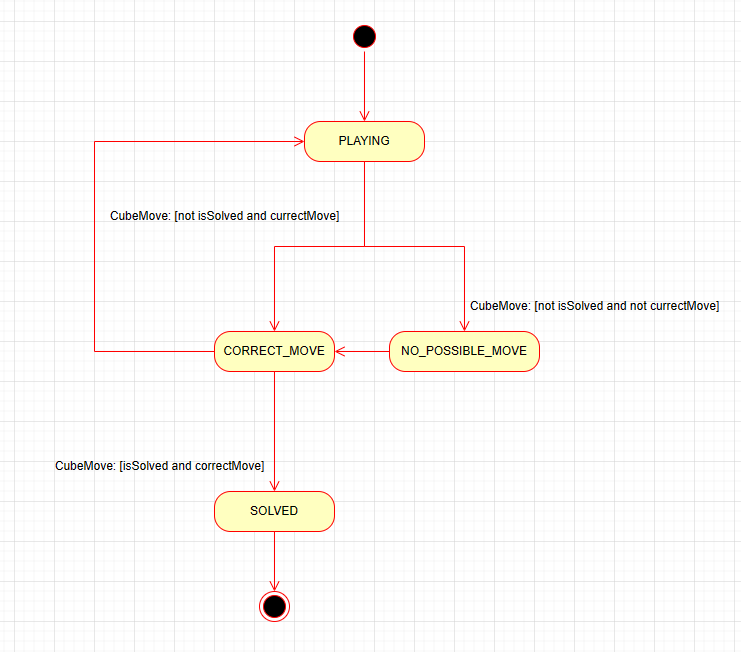 PLAYING
CubeMove: [not isSolved and currectMove]
CubeMove: [not isSolved and not currectMove]
CORRECT_MOVE
NO_POSSIBLE_MOVE
CubeMove: [isSolved and correctMove]
SOLVED